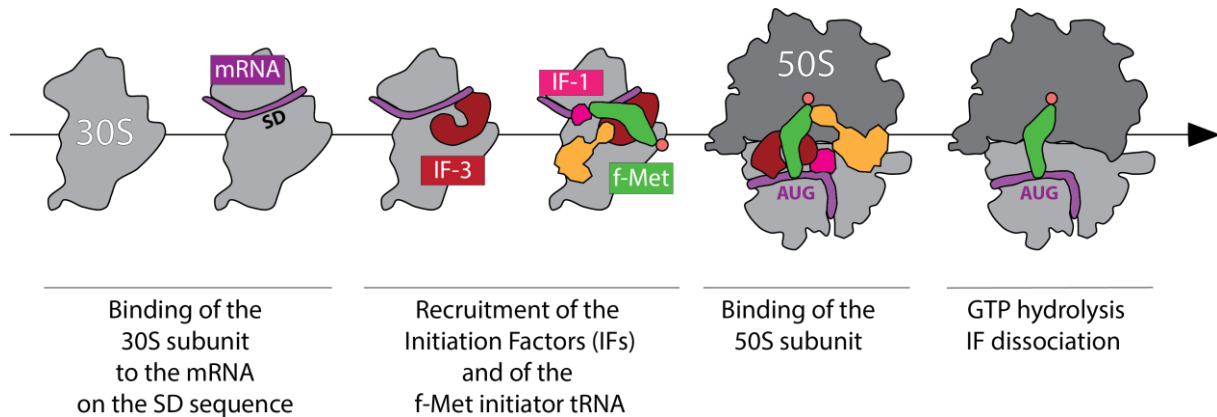 30S
mRNA
SD
IF-3
IF-1
f-Met
50S
AUG
AUG
Binding of the
30S subunit
to the mRNA
on the SD sequence
Recruitment of the
Initiation Factors (IFs)
and of the
f-Met initiator tRNA
Binding of the
50S subunit
GTP hydrolysis
IF dissociation